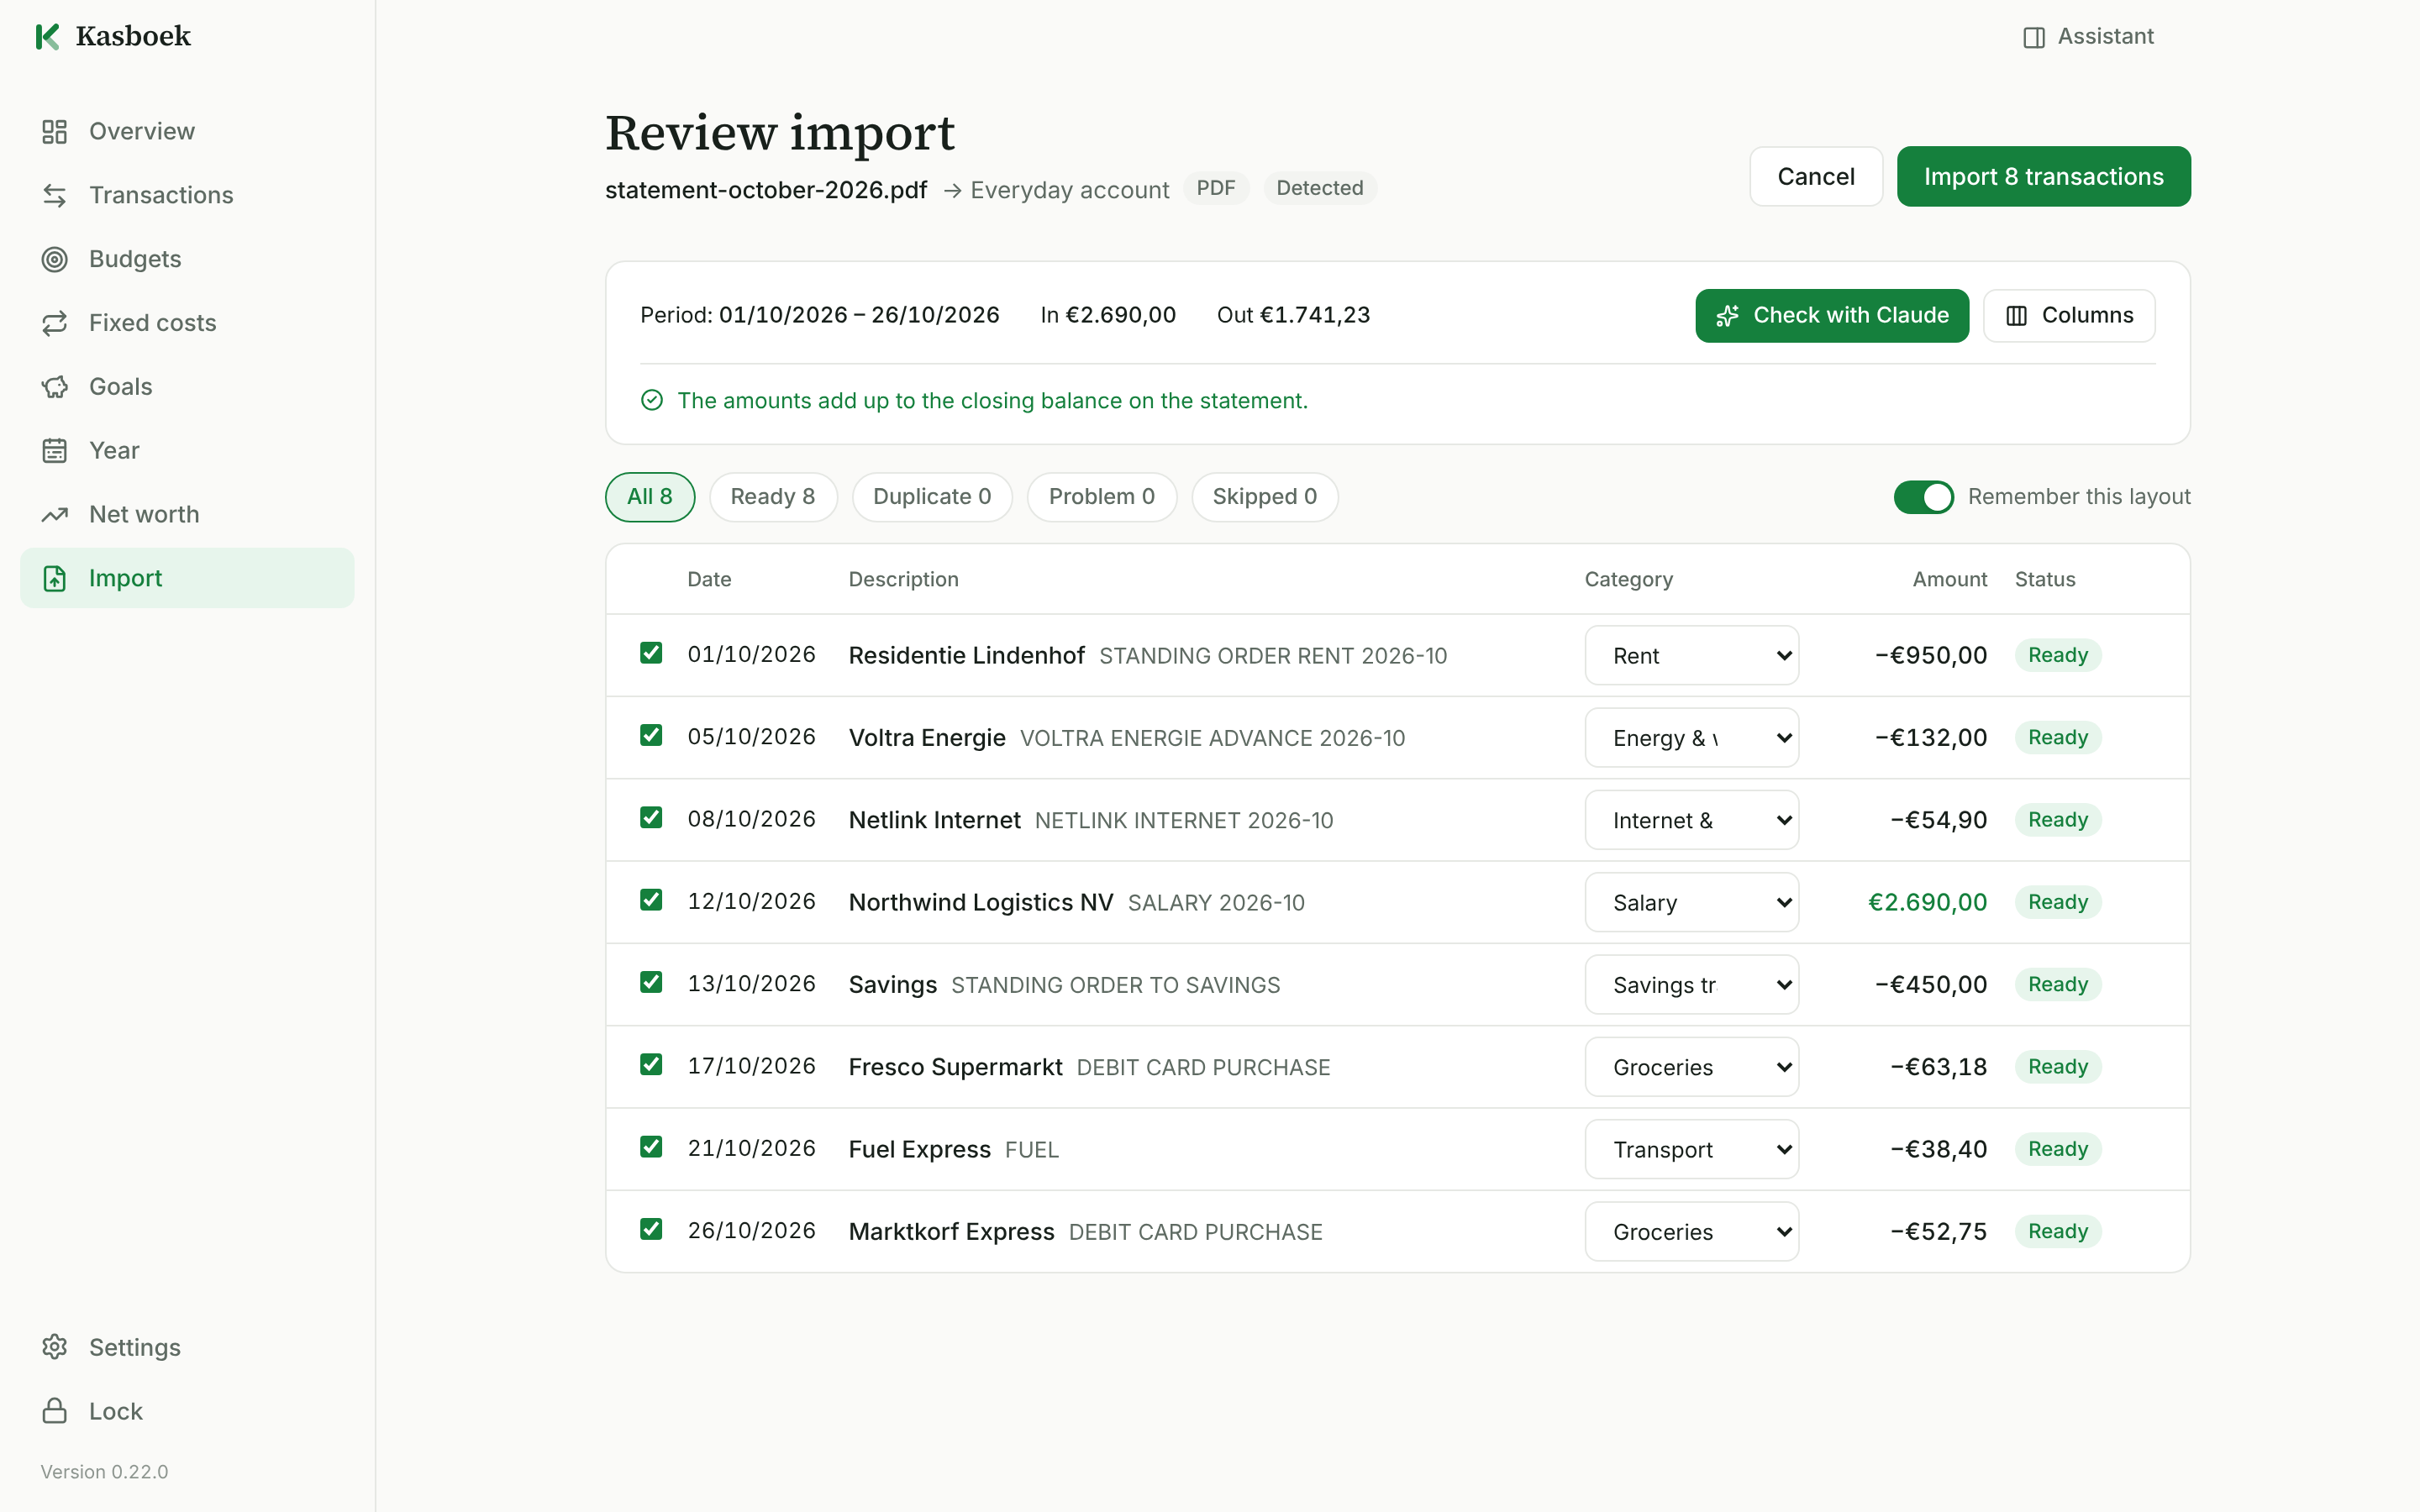 Kasboek
Assistant
Overview
Transactions
Budgets
Fixed costs
Goals
Year
Net worth
Import
Settings
Lock
Version 0.22.0
Review import
statement-october-2026.pdf → Everyday account PDF Detected
Cancel
Import 8 transactions
Period: 01/10/2026 – 26/10/2026 In €2.690,00 Out €1.741,23
Check with Claude
Columns
The amounts add up to the closing balance on the statement.
All 8 Ready 8 Duplicate 0 Problem 0 Skipped 0
Remember this layout
Date Description Category Amount Status
01/10/2026 Residentie Lindenhof STANDING ORDER RENT 2026-10 Rent −€950,00 Ready
05/10/2026 Voltra Energie VOLTRA ENERGIE ADVANCE 2026-10 Energy & −€132,00 Ready
08/10/2026 Netlink Internet NETLINK INTERNET 2026-10 Internet & −€54,90 Ready
12/10/2026 Northwind Logistics NV SALARY 2026-10 Salary €2.690,00 Ready
13/10/2026 Savings STANDING ORDER TO SAVINGS Savings tr −€450,00 Ready
17/10/2026 Fresco Supermarkt DEBIT CARD PURCHASE Groceries −€63,18 Ready
21/10/2026 Fuel Express FUEL Transport −€38,40 Ready
26/10/2026 Marktkorf Express DEBIT CARD PURCHASE Groceries −€52,75 Ready